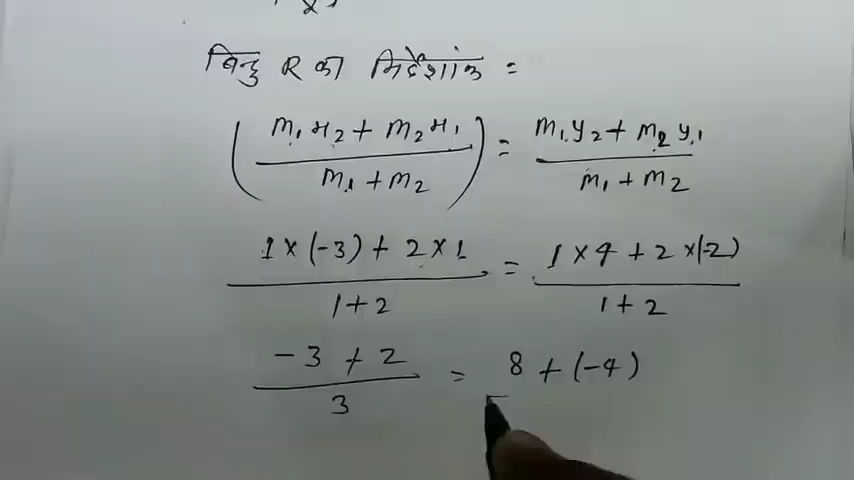 बिन्दु R का निर्देशांक =
( m₁x₂ + m₂x₁ / m₁ + m₂ ) = m₁y₂ + m₂y₁ / m₁ + m₂
1 × (-3) + 2 × 1 / 1 + 2 = 1 × 4 + 2 × (-2) / 1 + 2
-3 + 2 / 3 = 8 + (-4)